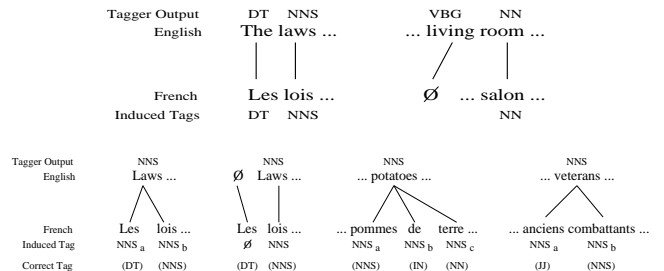 Tagger Output DT NNS VBG NN
English The laws ... ... living room ...
French Les lois ... Ø ... salon ...
Induced Tags DT NNS NN
Tagger Output NNS NNS NNS NNS
English Laws ... Ø Laws ... ... potatoes ... ... veterans ...
French Les lois ... Les lois ... ... pommes de terre ... ... anciens combattants ...
Induced Tag NNS a NNS b Ø NNS NNS a NNS b NNS c NNS a NNS b
Correct Tag (DT) (NNS) (DT) (NNS) (NNS) (IN) (NN) (JJ) (NNS)